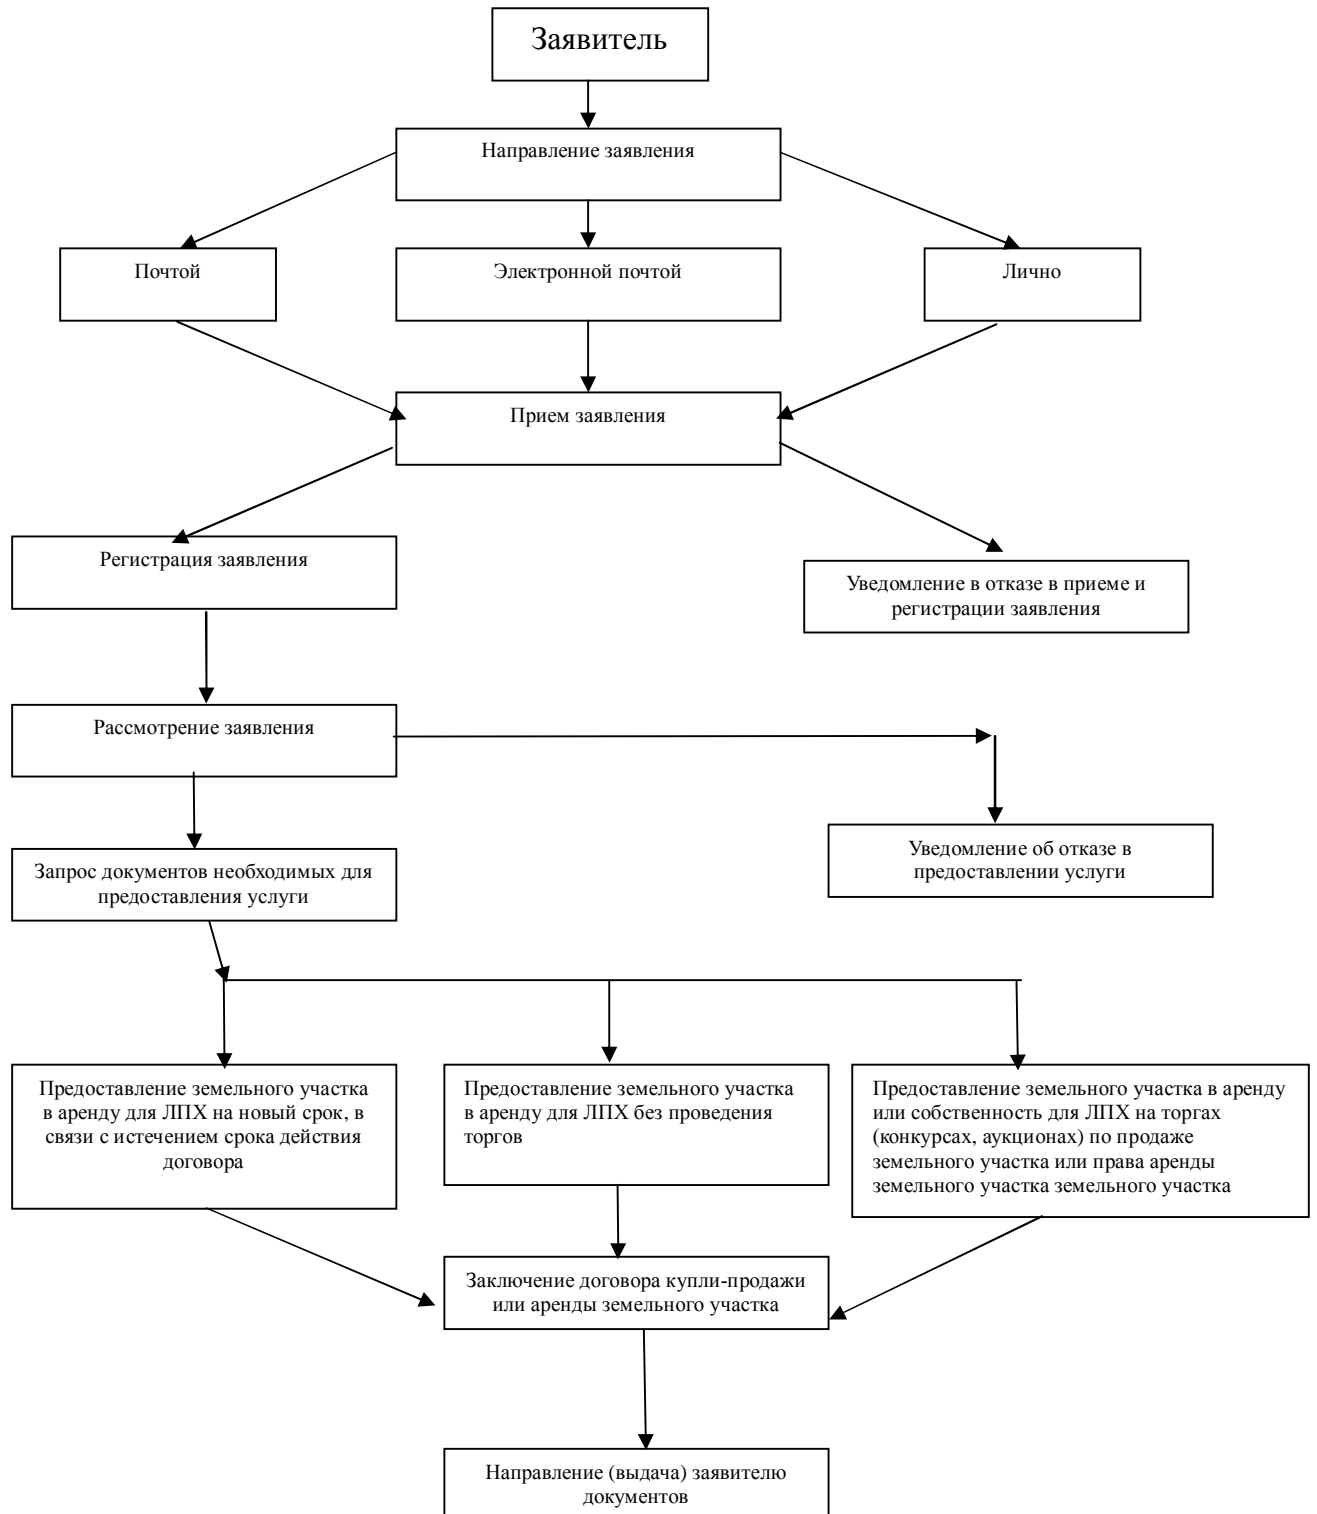 Заявитель
Направление заявления
Почтой
Электронной почтой
Лично
Прием заявления
Регистрация заявления
Уведомление в отказе в приеме и
регистрации заявления
Рассмотрение заявления
Уведомление об отказе в
предоставлении услуги
Запрос документов необходимых для
предоставления услуги
Предоставление земельного участка
в аренду для ЛПХ на новый срок, в
связи с истечением срока действия
договора
Предоставление земельного участка
в аренду для ЛПХ без проведения
торгов
Предоставление земельного участка в аренду
или собственность для ЛПХ на торгах
(конкурсах, аукционах) по продаже
земельного участка или права аренды
земельного участка земельного участка
Заключение договора купли-продажи
или аренды земельного участка
Направление (выдача) заявителю
документов